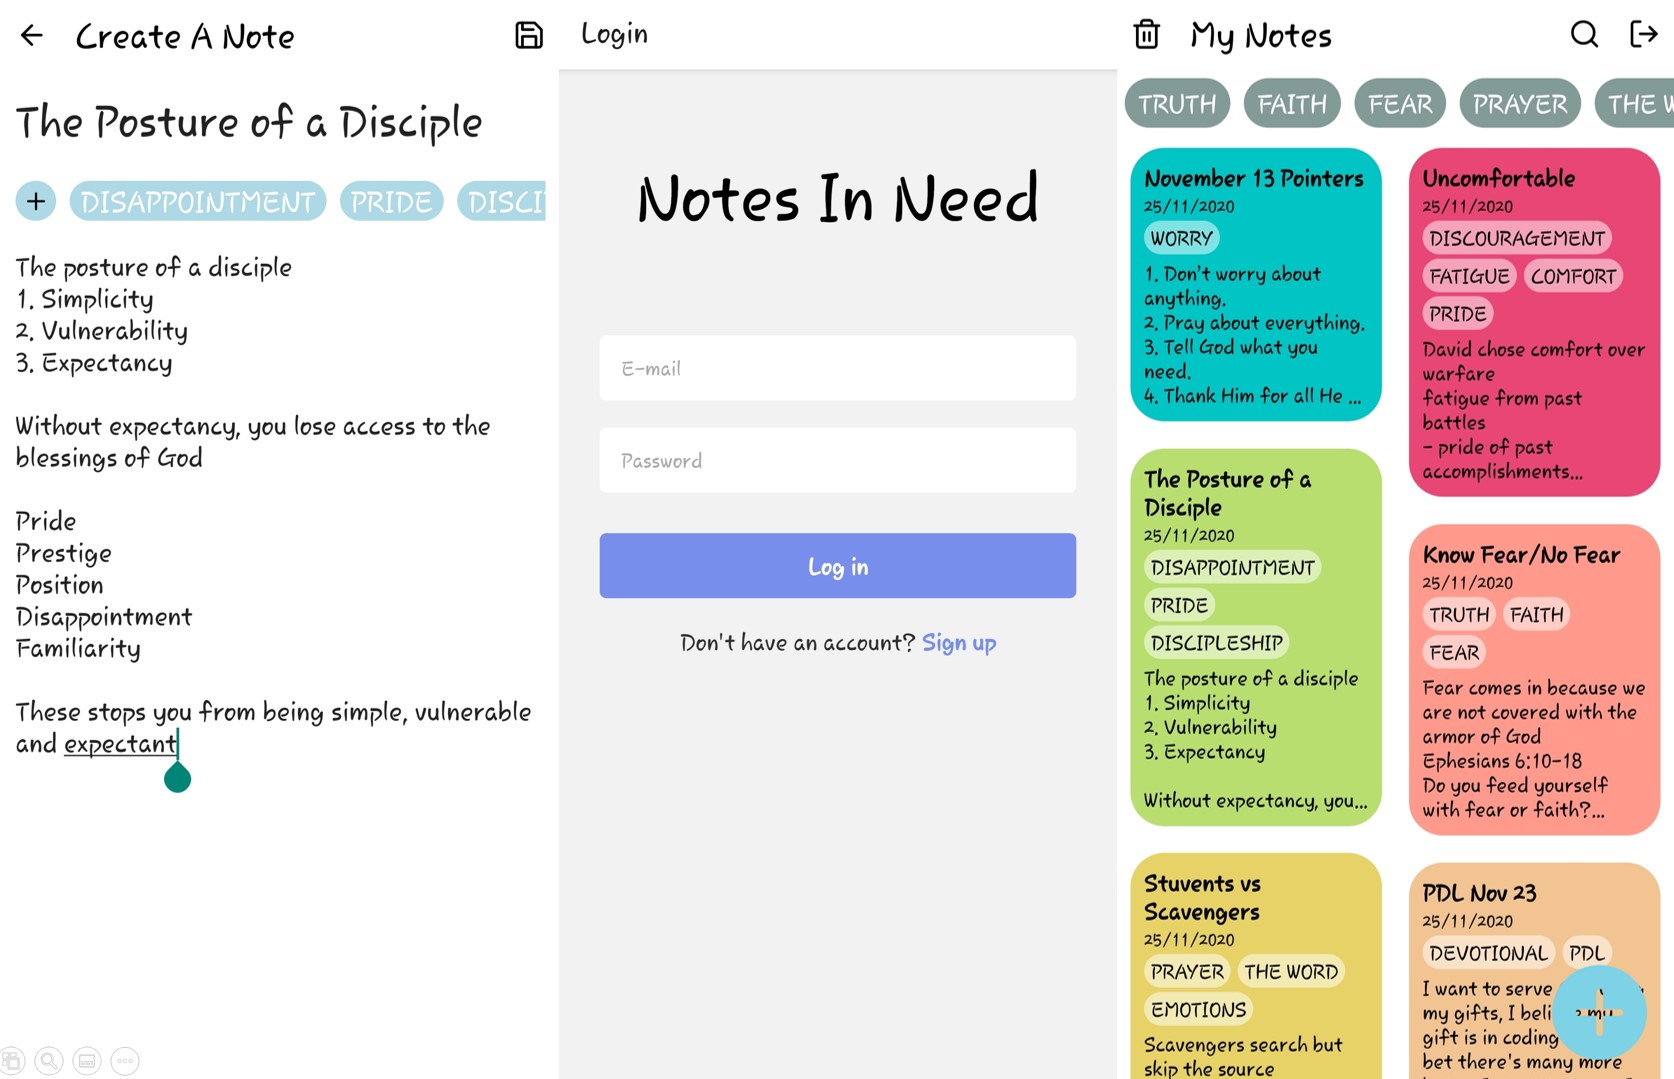 Create A Note
The Posture of a Disciple
DISAPPOINTMENT PRIDE DISCI
The posture of a disciple
1. Simplicity
2. Vulnerability
3. Expectancy
Without expectancy, you lose access to the
blessings of God
Pride
Prestige
Position
Disappointment
Familiarity
These stops you from being simple, vulnerable
and expectant
Login
Notes In Need
E-mail
Password
Log in
Don't have an account? Sign up
My Notes
TRUTH FAITH FEAR PRAYER THE W
November 13 Pointers
25/11/2020
WORRY
1. Don't worry about
anything.
2. Pray about everything.
3. Tell God what you
need.
4. Thank Him for all He ...
The Posture of a
Disciple
25/11/2020
DISAPPOINTMENT
PRIDE
DISCIPLESHIP
The posture of a disciple
1. Simplicity
2. Vulnerability
3. Expectancy
Without expectancy, you...
Stuvents vs
Scavengers
25/11/2020
PRAYER THE WORD
EMOTIONS
Scavengers search but
skip the source
Uncomfortable
25/11/2020
DISCOURAGEMENT
FATIGUE COMFORT
PRIDE
David chose comfort over
warfare
fatigue from past
battles
- pride of past
accomplishments...
Know Fear/No Fear
25/11/2020
TRUTH FAITH
FEAR
Fear comes in because we
are not covered with the
armor of God
Ephesians 6:10-18
Do you feed yourself
with fear or faith?...
PDL Nov 23
25/11/2020
DEVOTIONAL PDL
I want to serve
my gifts, I beli
gift is in coding
bet there's many more